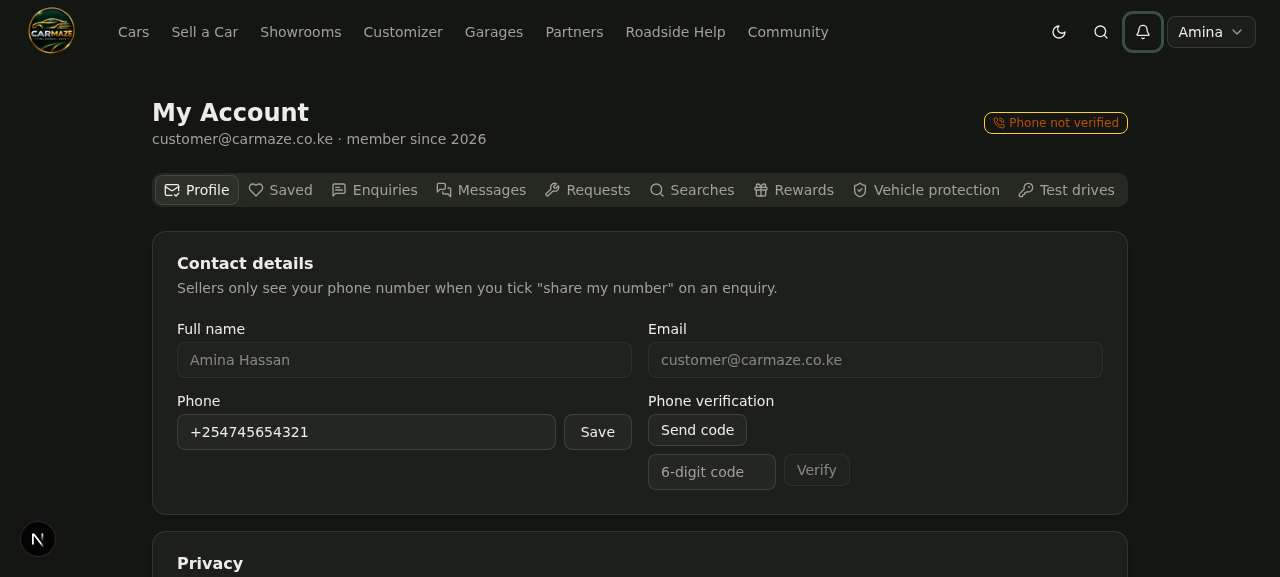 CARMAZE
Cars Sell a Car Showrooms Customizer Garages Partners Roadside Help Community Amina
My Account
customer@carmaze.co.ke · member since 2026
Phone not verified
Profile Saved Enquiries Messages Requests Searches Rewards Vehicle protection Test drives
Contact details
Sellers only see your phone number when you tick "share my number" on an enquiry.
Full name Email
Amina Hassan customer@carmaze.co.ke
Phone Phone verification
+254745654321 Save Send code
6-digit code Verify
N
Privacy